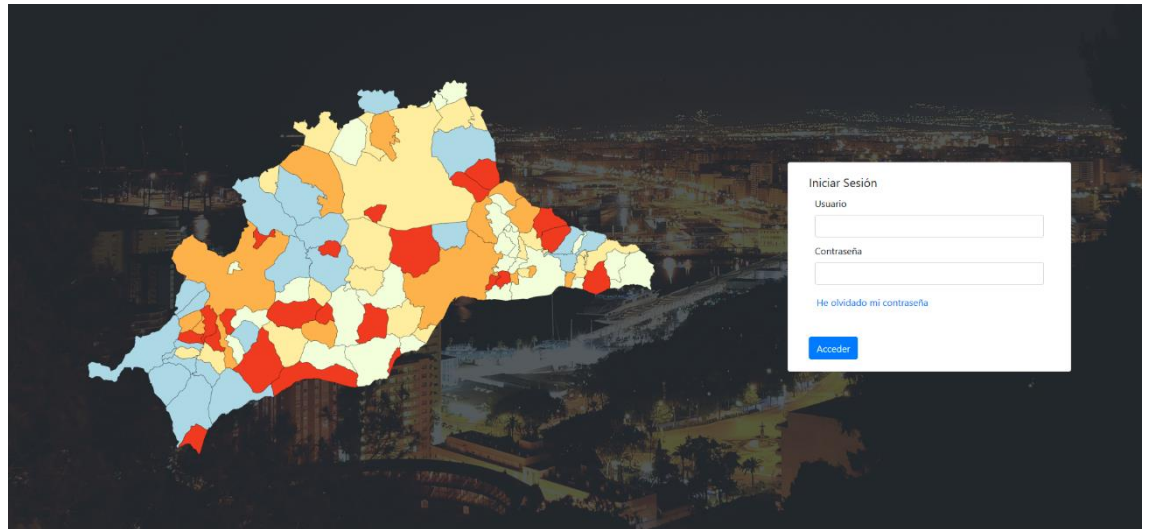 Iniciar Sesión
Usuario
Contraseña
He olvidado mi contraseña
Acceder